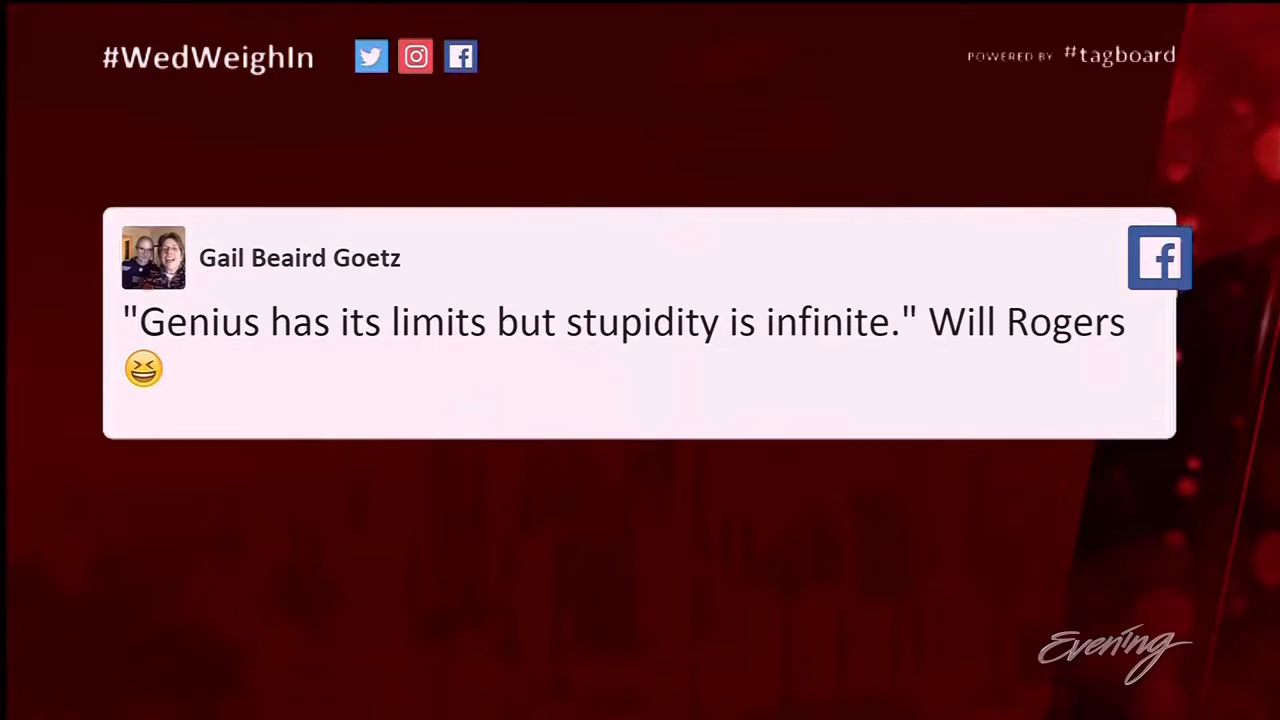 #WedWeighIn
POWERED BY #tagboard
Gail Beaird Goetz
"Genius has its limits but stupidity is infinite." Will Rogers
😆
Evening